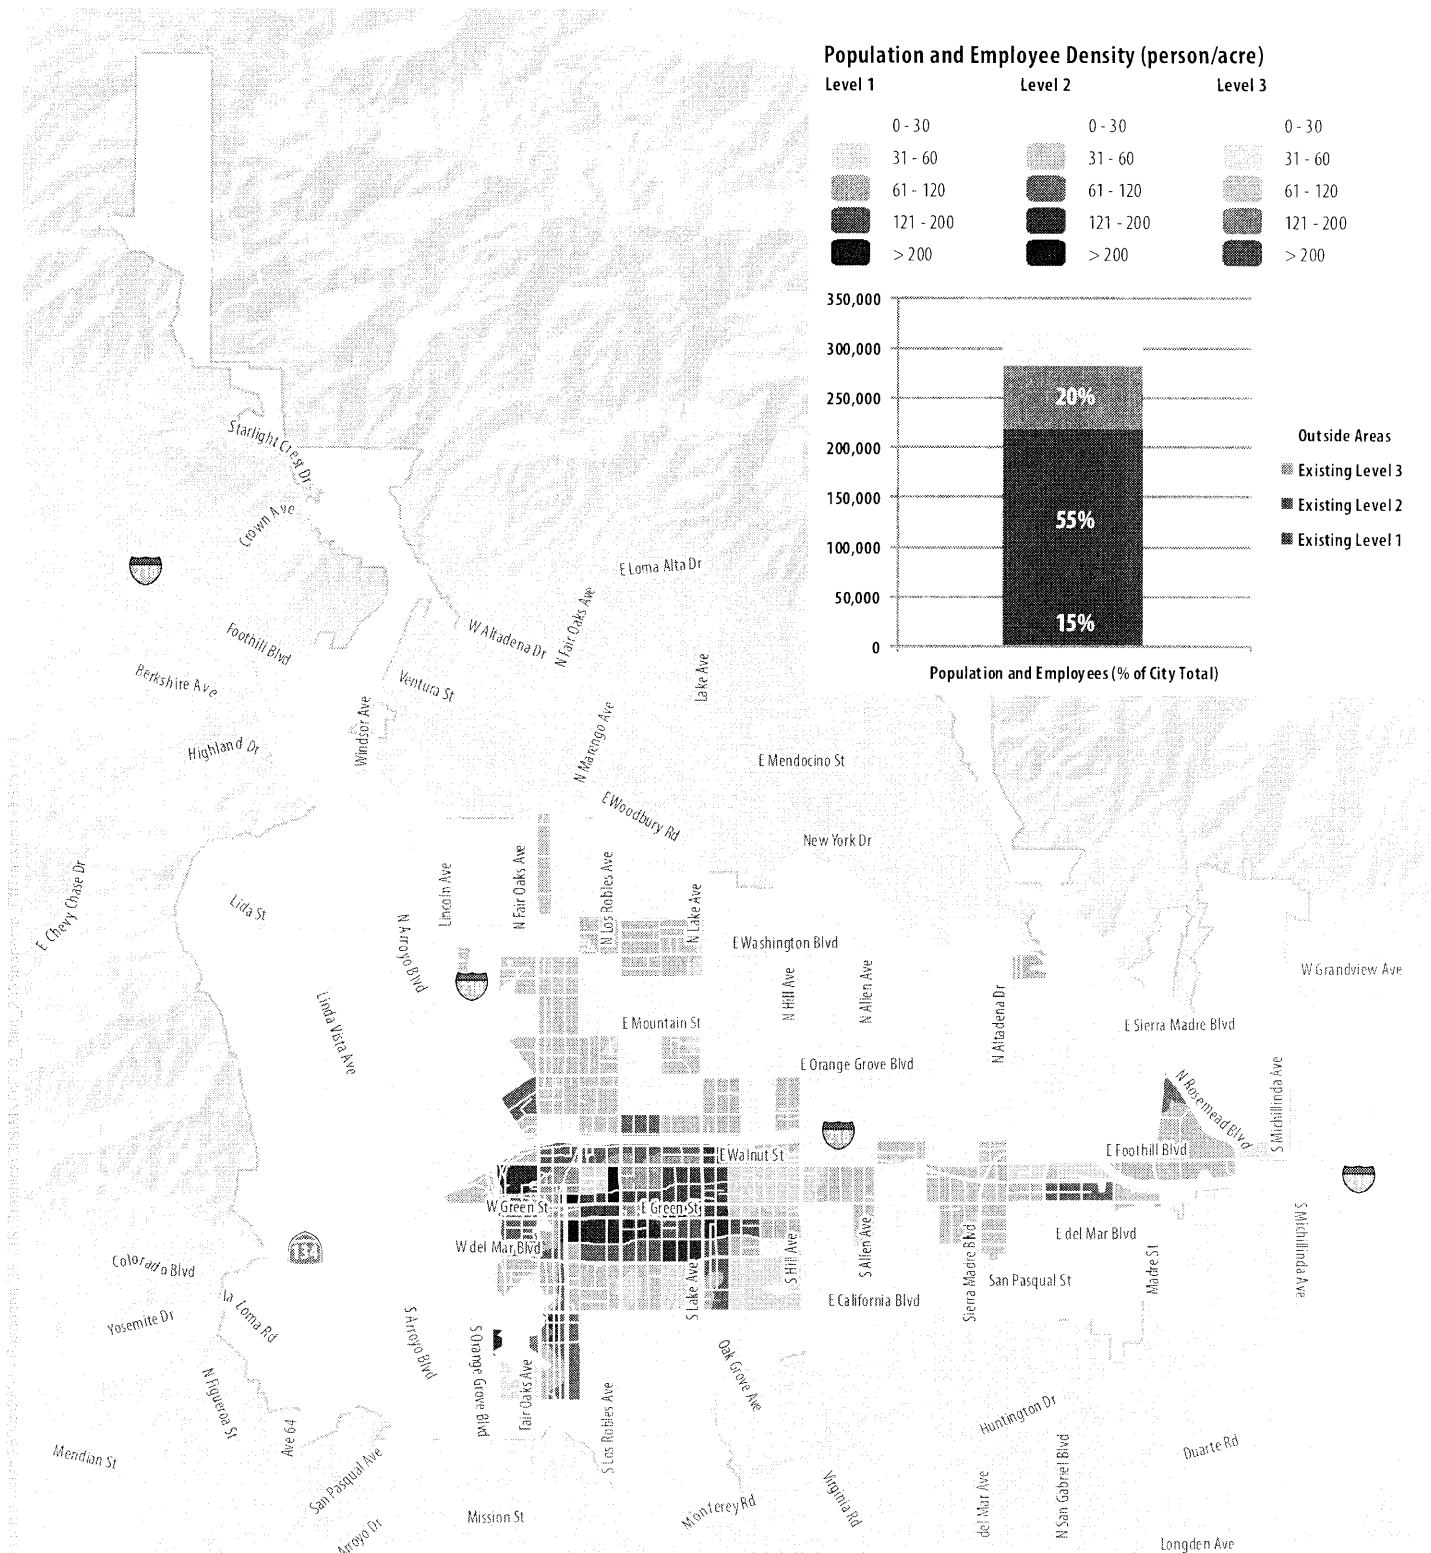 Population and Employee Density (person/acre)
Level 1 Level 2 Level 3
0 - 30 0 - 30 0 - 30
31 - 60 31 - 60 31 - 60
61 - 120 61 - 120 61 - 120
121 - 200 121 - 200 121 - 200
> 200 > 200 > 200
350,000
300,000
250,000
200,000
150,000
100,000
50,000
0
20%
55%
15%
Outside Areas
Existing Level 3
Existing Level 2
Existing Level 1
Population and Employees (% of City Total)
Starlight Crest Dr
Crown Ave
E Loma Alta Dr
N Fair Oaks Ave
W Altadena Dr
Foothill Blvd
Berkshire Ave
Ventura St
Lake Ave
Windsor Ave
Highland Dr
N Marengo Ave
E Mendocino St
E Woodbury Rd
New York Dr
E Chevy Chase Dr
Lida St
Lincoln Ave
N Fair Oaks Ave
N Los Robles Ave
N Lake Ave
N Arroyo Blvd
E Washington Blvd
W Grandview Ave
N Hill Ave
N Allen Ave
N Altadena Dr
Linda Vista Ave
E Mountain St
E Sierra Madre Blvd
E Orange Grove Blvd
N Rosemead Blvd
S Michillinda Ave
E Walnut St
E Foothill Blvd
W Green St
E Green St
134
W del Mar Blvd
E del Mar Blvd
S Hill Ave
S Allen Ave
Sierra Madre Blvd
Madre St
S Michillinda Ave
Colorado Blvd
San Pasqual St
la Loma Rd
S Lake Ave
E California Blvd
Yosemite Dr
S Arroyo Blvd
S Orange Grove Blvd
Fair Oaks Ave
Oak Grove Ave
N Figueroa St
Ave 64
S Los Robles Ave
Huntington Dr
Duarte Rd
Meridian St
San Pasqual Ave
Arroyo Dr
Mission St
Monterey Rd
Virginia Rd
del Mar Ave
N San Gabriel Blvd
Longden Ave